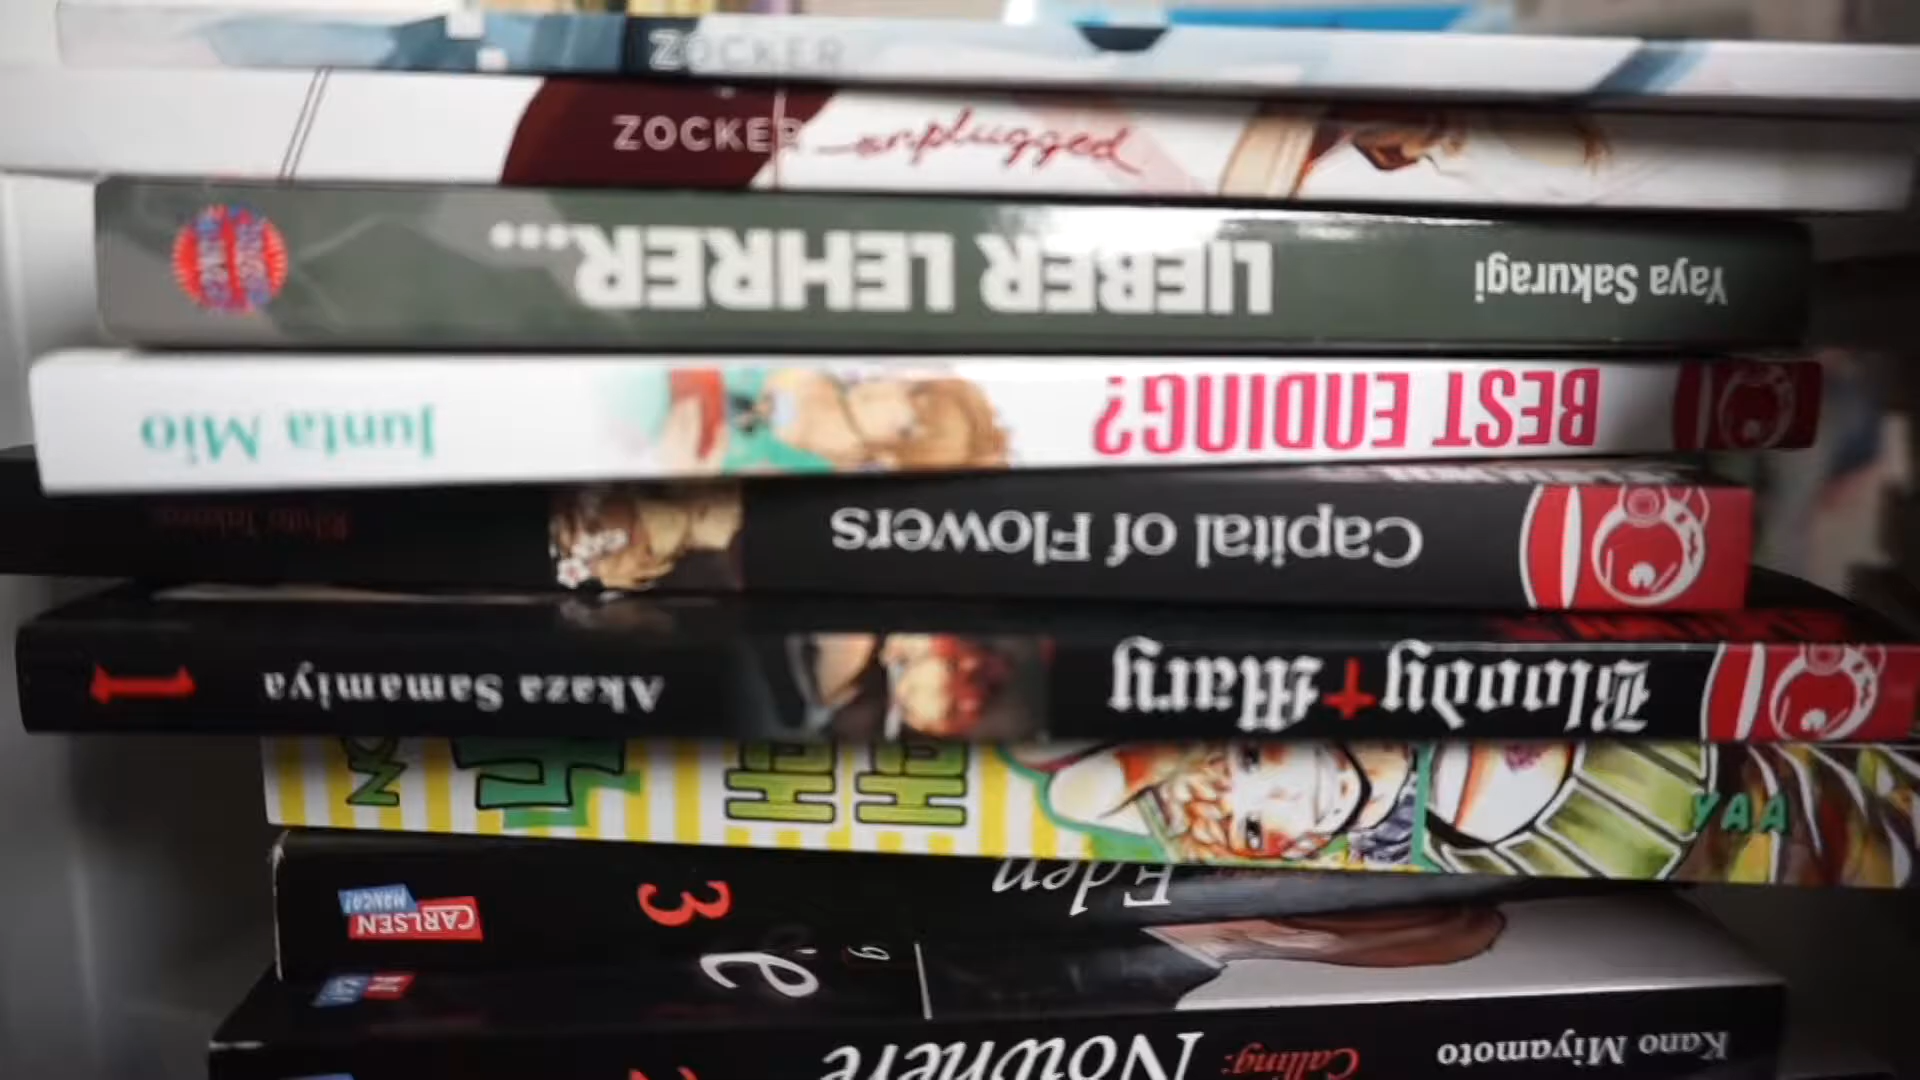 ZOCKER
ZOCKER unplugged
LIEBER LEHRER... Yaya Sakuragi
BEST ENDING? Junta Mio
Capital of Flowers
Bloody+Mary Akaza Samamiya 1
YAA
Eden 3 CARLSEN MANGA!
Kano Miyamoto Calling: Nowhere